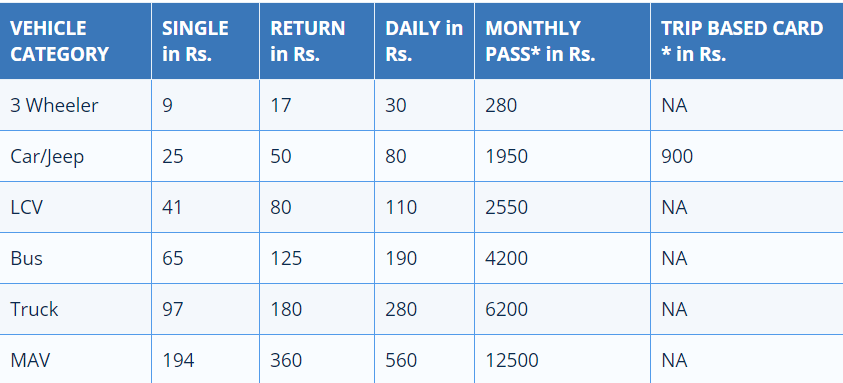 VEHICLE CATEGORY SINGLE in Rs. RETURN in Rs. DAILY in Rs. MONTHLY PASS* in Rs. TRIP BASED CARD * in Rs.
3 Wheeler 9 17 30 280 NA
Car/Jeep 25 50 80 1950 900
LCV 41 80 110 2550 NA
Bus 65 125 190 4200 NA
Truck 97 180 280 6200 NA
MAV 194 360 560 12500 NA